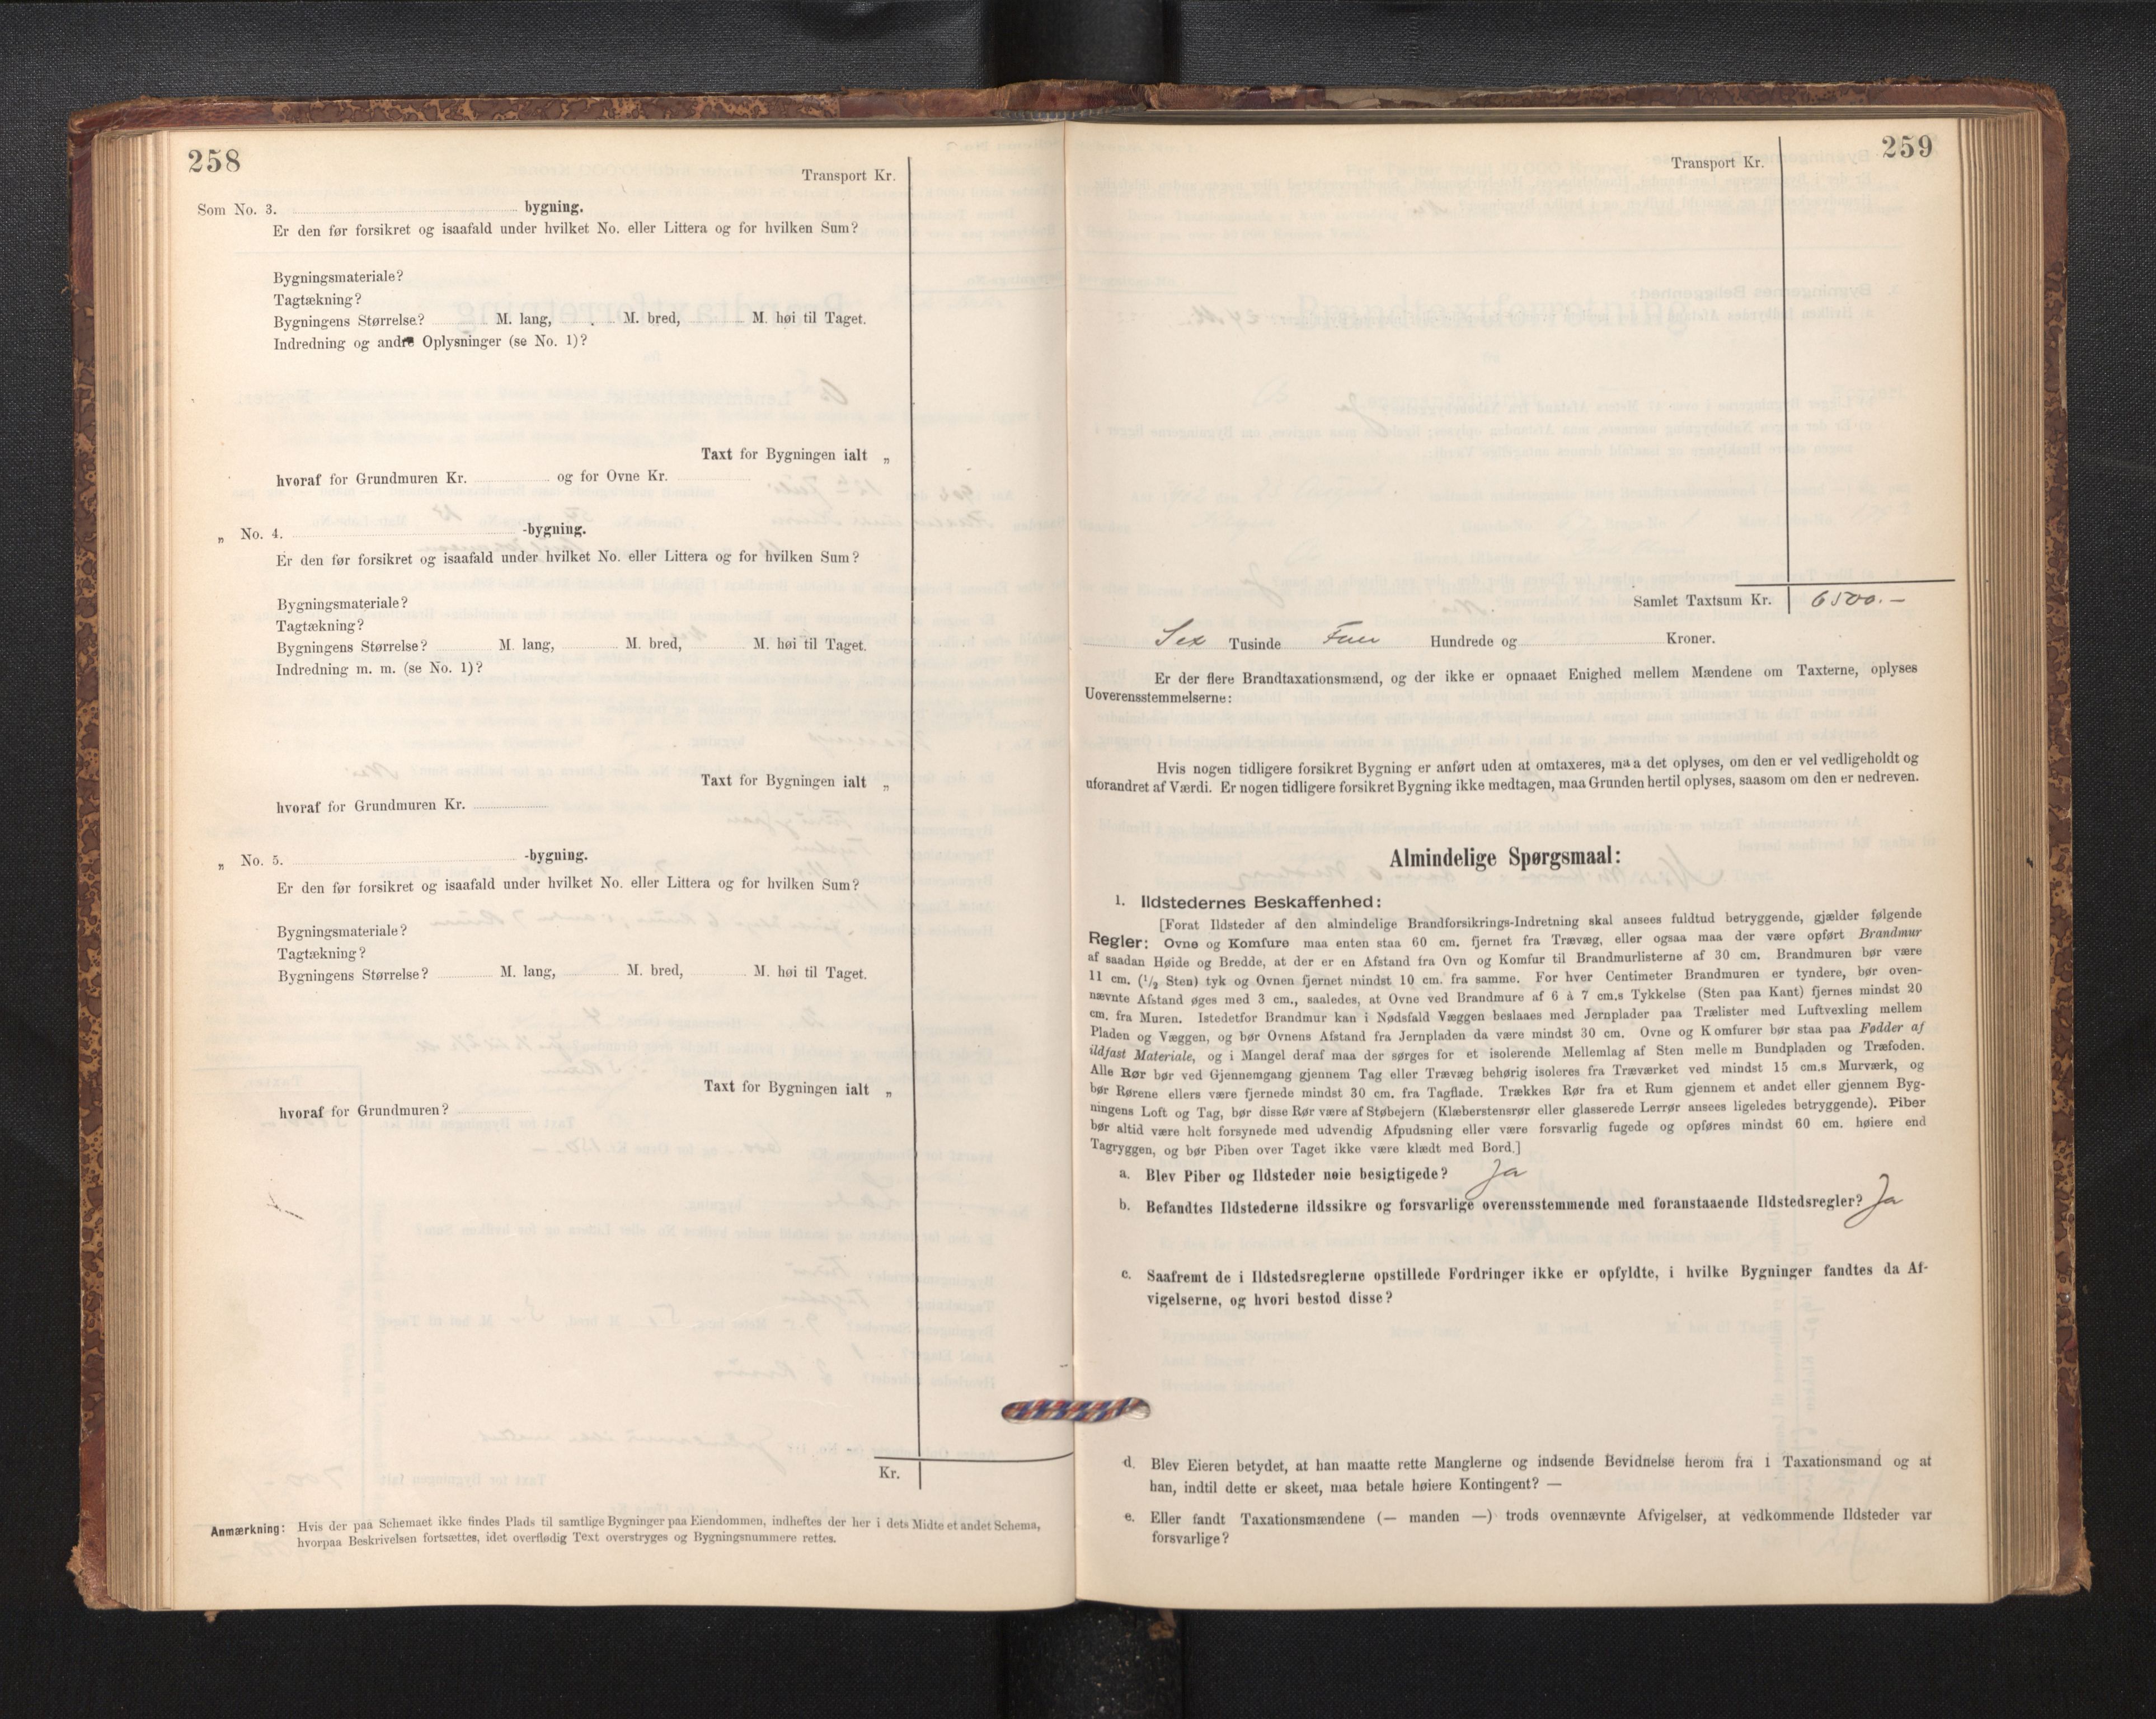 258
Transport Kr.
Som No. 3. bygning.
Er den før forsikret og isaafald under hvilket No. eller Littera og for hvilken Sum?
Bygningsmateriale?
Tagtækning?
Bygningens Størrelse? M. lang, M. bred, M. høi til Taget.
Indredning og andre Oplysninger (se No. 1)?
Taxt for Bygningen ialt „
hvoraf for Grundmuren Kr. og for Ovne Kr.
„ No. 4. -bygning.
Er den før forsikret og isaafald under hvilket No. eller Littera og for hvilken Sum?
Bygningsmateriale?
Tagtækning?
Bygningens Størrelse? M. lang, M. bred, M. høi til Taget.
Indredning m. m. (se No. 1)?
Taxt for Bygningen ialt „
hvoraf for Grundmuren Kr.
„ No. 5. -bygning.
Er den før forsikret og isaafald under hvilket No. eller Littera og for hvilken Sum?
Bygningsmateriale?
Tagtækning?
Bygningens Størrelse? M. lang, M. bred, M. høi til Taget.
Taxt for Bygningen ialt „
hvoraf for Grundmuren?
Kr.
Anmærkning: Hvis der paa Schemaet ikke findes Plads til samtlige Bygninger paa Eiendommen, indheftes der her i dets Midte et andet Schema,
hvorpaa Beskrivelsen fortsættes, idet overflødig Text overstryges og Bygningsnummere rettes.
259
Transport Kr.
Samlet Taxtsum Kr. 6500.—
Sex Tusinde Fem Hundrede og Kroner.
Er der flere Brandtaxationsmænd, og der ikke er opnaaet Enighed mellem Mændene om Taxterne, oplyses
Uoverensstemmelserne:
Hvis nogen tidligere forsikret Bygning er anført uden at omtaxeres, maa det oplyses, om den er vel vedligeholdt og
uforandret af Værdi. Er nogen tidligere forsikret Bygning ikke medtagen, maa Grunden hertil oplyses, saasom om den er nedreven.
Almindelige Spørgsmaal:
1. Ildstedernes Beskaffenhed:
[Forat Ildsteder af den almindelige Brandforsikrings-Indretning skal ansees fuldtud betryggende, gjælder følgende
Regler: Ovne og Komfure maa enten staa 60 cm. fjernet fra Trævæg, eller ogsaa maa der være opført Brandmur
af saadan Høide og Bredde, at der er en Afstand fra Ovn og Komfur til Brandmurlisterne af 30 cm. Brandmuren bør være
11 cm. (1/2 Sten) tyk og Ovnen fjernet mindst 10 cm. fra samme. For hver Centimeter Brandmuren er tyndere, bør oven-
nævnte Afstand øges med 3 cm., saaledes, at Ovne ved Brandmure af 6 à 7 cm.s Tykkelse (Sten paa Kant) fjernes mindst 20
cm. fra Muren. Istedetfor Brandmur kan i Nødsfald Væggen beslaaes med Jernplader paa Trælister med Luftvexling mellem
Pladen og Væggen, og bør Ovnens Afstand fra Jernpladen da være mindst 30 cm. Ovne og Komfurer bør staa paa Fødder af
ildfast Materiale, og i Mangel deraf maa der sørges for et isolerende Mellemlag af Sten mellem Bundpladen og Træfoden.
Alle Rør bør ved Gjennemgang gjennem Tag eller Trævæg behørig isoleres fra Træværket ved mindst 15 cm.s Murværk, og
bør Rørene ellers være fjernede mindst 30 cm. fra Tagflade. Trækkes Rør fra et Rum gjennem et andet eller gjennem Byg-
ningens Loft og Tag, bør disse Rør være af Støbejern (Klæberstensrør eller glasserede Lerrør ansees ligeledes betryggende). Piber
bør altid være helt forsynede med udvendig Afpudsning eller være forsvarlig fugede og opføres mindst 60 cm. høiere end
Tagryggen, og bør Piben over Taget ikke være klædt med Bord.]
a. Blev Piber og Ildsteder nøie besigtigede? Ja
b. Befandtes Ildstederne ildssikre og forsvarlige overensstemmende med foranstaaende Ildstedsregler? Ja
c. Saafremt de i Ildstedsreglerne opstillede Fordringer ikke er opfyldte, i hvilke Bygninger fandtes da Af-
vigelserne, og hvori bestod disse?
d. Blev Eieren betydet, at han maatte rette Manglerne og indsende Bevidnelse herom fra 1 Taxationsmand og at
han, indtil dette er skeet, maa betale høiere Kontingent? —
e. Eller fandt Taxationsmændene (— manden —) trods ovennævnte Afvigelser, at vedkommende Ildsteder var
forsvarlige?